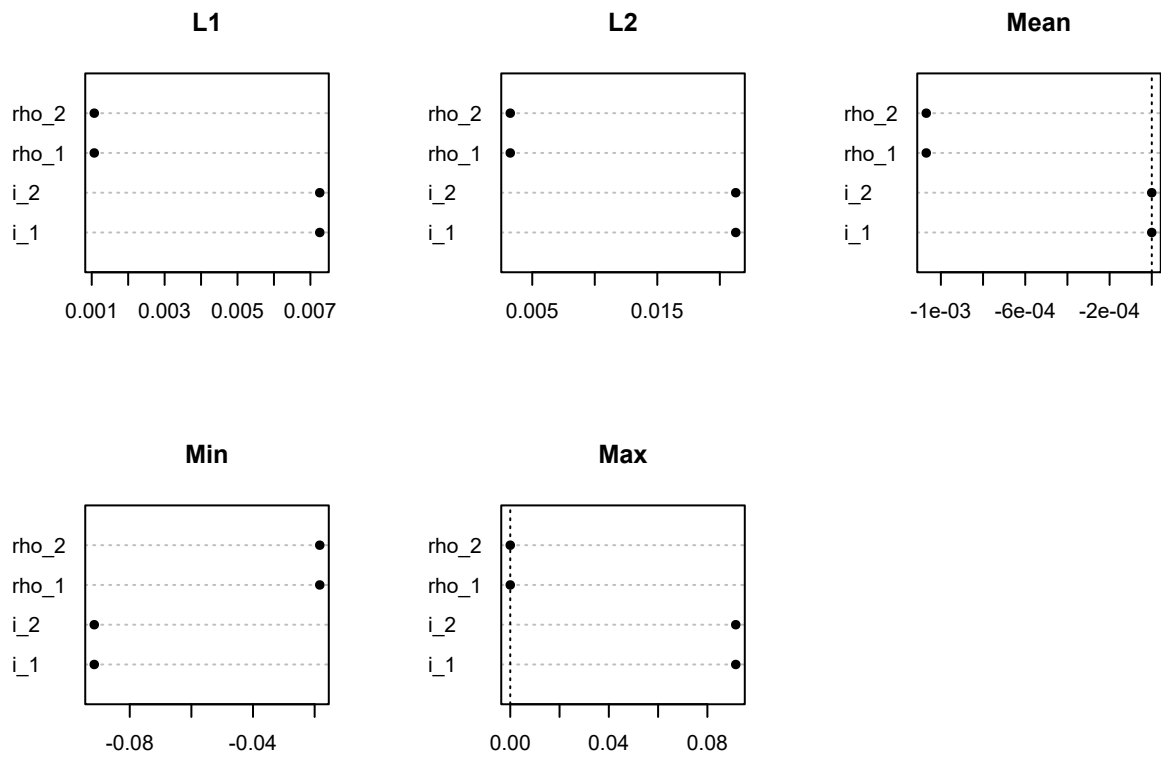 L1
rho_2
rho_1
i_2
i_1
0.001 0.003 0.005 0.007
L2
rho_2
rho_1
i_2
i_1
0.005 0.015
Mean
rho_2
rho_1
i_2
i_1
-1e-03 -6e-04 -2e-04
Min
rho_2
rho_1
i_2
i_1
-0.08 -0.04
Max
rho_2
rho_1
i_2
i_1
0.00 0.04 0.08